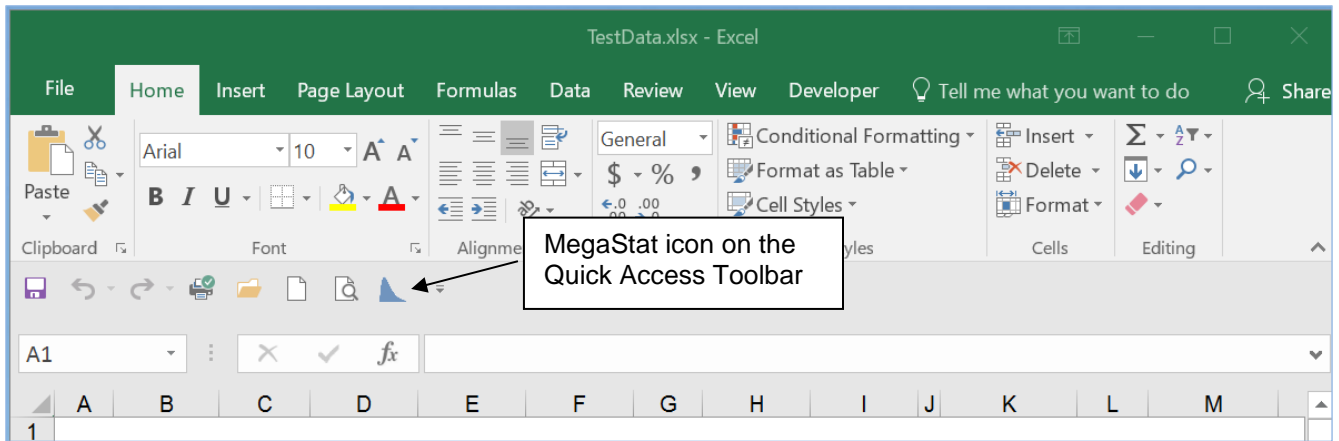 TestData.xlsx - Excel
File Home Insert Page Layout Formulas Data Review View Developer Tell me what you want to do Share
Arial 10 A A General Conditional Formatting Insert Σ A Z
Paste $ % , Format as Table Delete
B I U A .0 .00 Cell Styles Format
Clipboard Font Alignme yles Cells Editing
MegaStat icon on the
Quick Access Toolbar
A1 fx
A B C D E F G H I J K L M
1